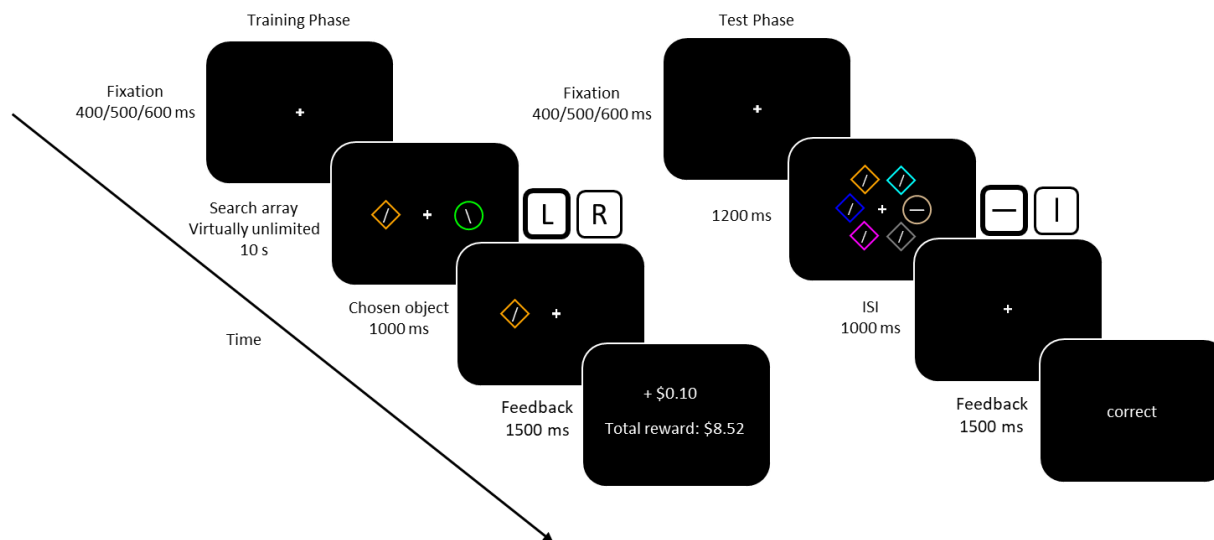 Training Phase
Fixation
400/500/600 ms
Search array
Virtually unlimited
10 s
L R
Chosen object
1000 ms
Time
Feedback
1500 ms
+ $0.10
Total reward: $8.52
Test Phase
Fixation
400/500/600 ms
1200 ms
ISI
1000 ms
Feedback
1500 ms
correct